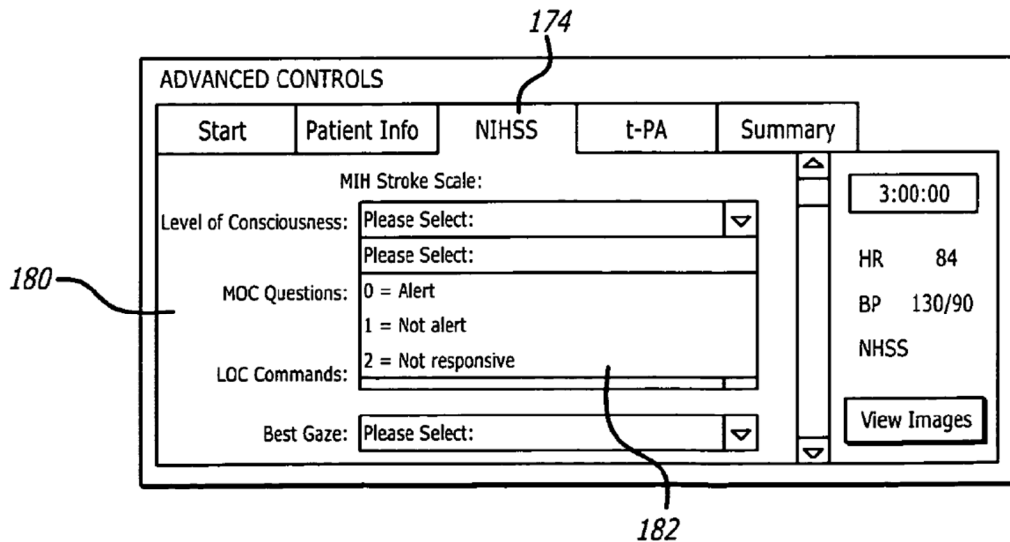 174
ADVANCED CONTROLS
Start Patient Info NIHSS t-PA Summary
MIH Stroke Scale:
3:00:00
Level of Consciousness: Please Select:
Please Select:
HR 84
180
MOC Questions: 0 = Alert
BP 130/90
1 = Not alert
NHSS
LOC Commands: 2 = Not responsive
View Images
Best Gaze: Please Select:
182